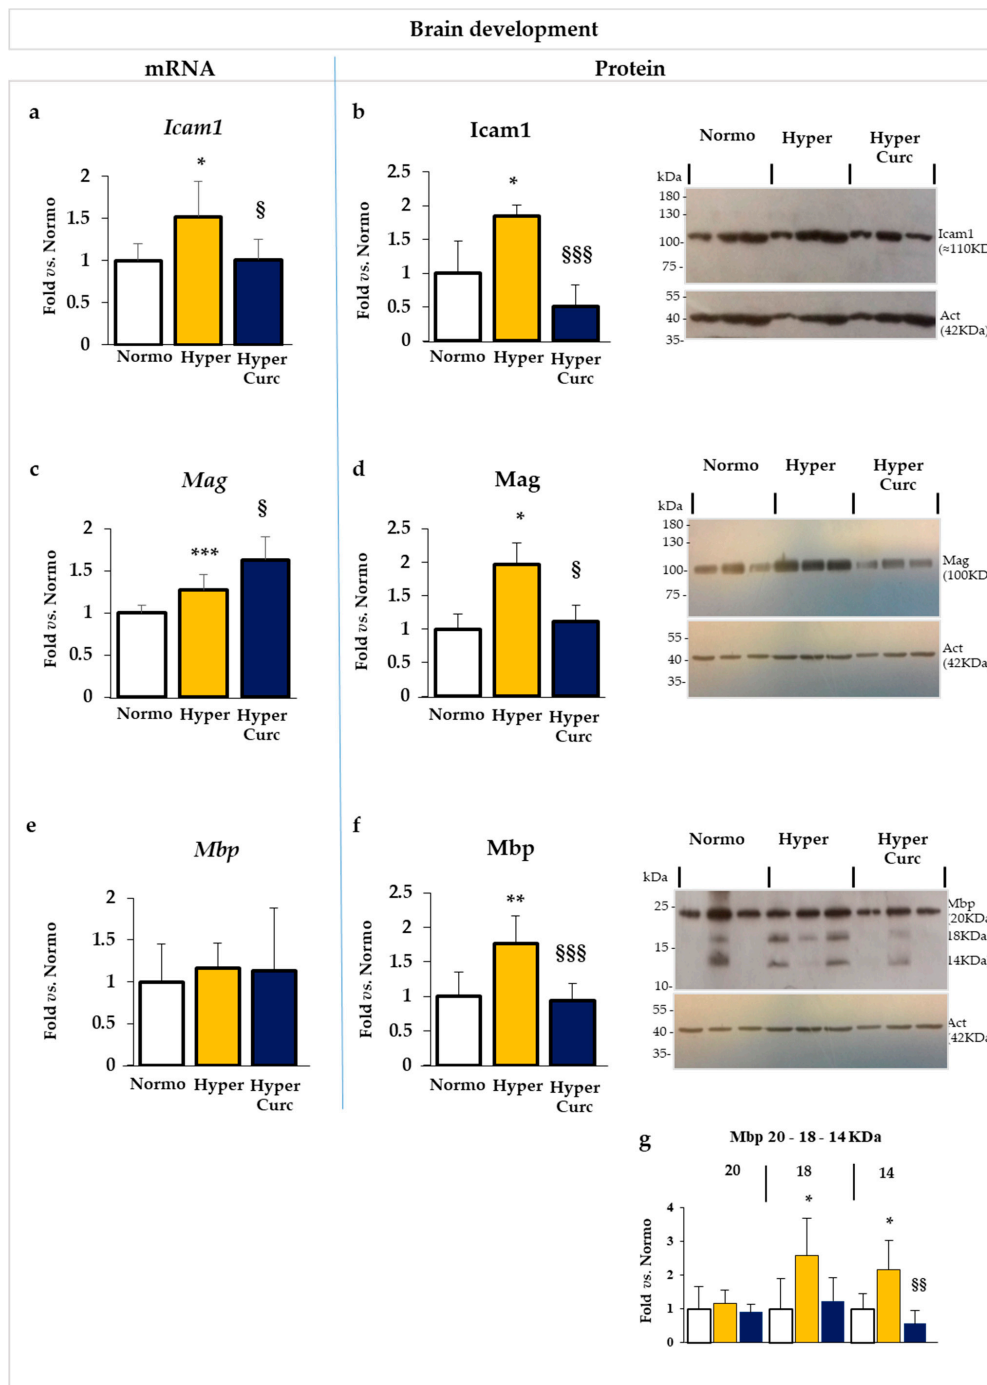 Brain development
mRNA
Protein
a
Icam1
Fold vs. Normo
2
1.5
1
0.5
0
*
§
Normo
Hyper
Hyper
Curc
b
Icam1
Fold vs. Normo
2.5
2
1.5
1
0.5
0
*
§§§
Normo
Hyper
Hyper
Curc
Normo
Hyper
Hyper
Curc
kDa
180
130
100
75
Icam1
(≈110KD
55
40
35
Act
(42KDa)
c
Mag
Fold vs. Normo
2
1.5
1
0.5
0
***
§
Normo
Hyper
Hyper
Curc
d
Mag
Fold vs. Normo
2.5
2
1.5
1
0.5
0
*
§
Normo
Hyper
Hyper
Curc
Normo
Hyper
Hyper
Curc
kDa
180
130
100
75
Mag
(100KD
55
40
35
Act
(42KDa
e
Mbp
Fold vs. Normo
2
1.5
1
0.5
0
Normo
Hyper
Hyper
Curc
f
Mbp
Fold vs. Normo
2.5
2
1.5
1
0.5
0
**
§§§
Normo
Hyper
Hyper
Curc
Normo
Hyper
Hyper
Curc
kDa
25
15
10
Mbp
(20KDa
18KDa
14KDa
55
40
35
Act
(42KDa
g
Mbp 20 - 18 - 14 KDa
20
18
14
Fold vs. Normo
4
3
2
1
0
*
*
§§